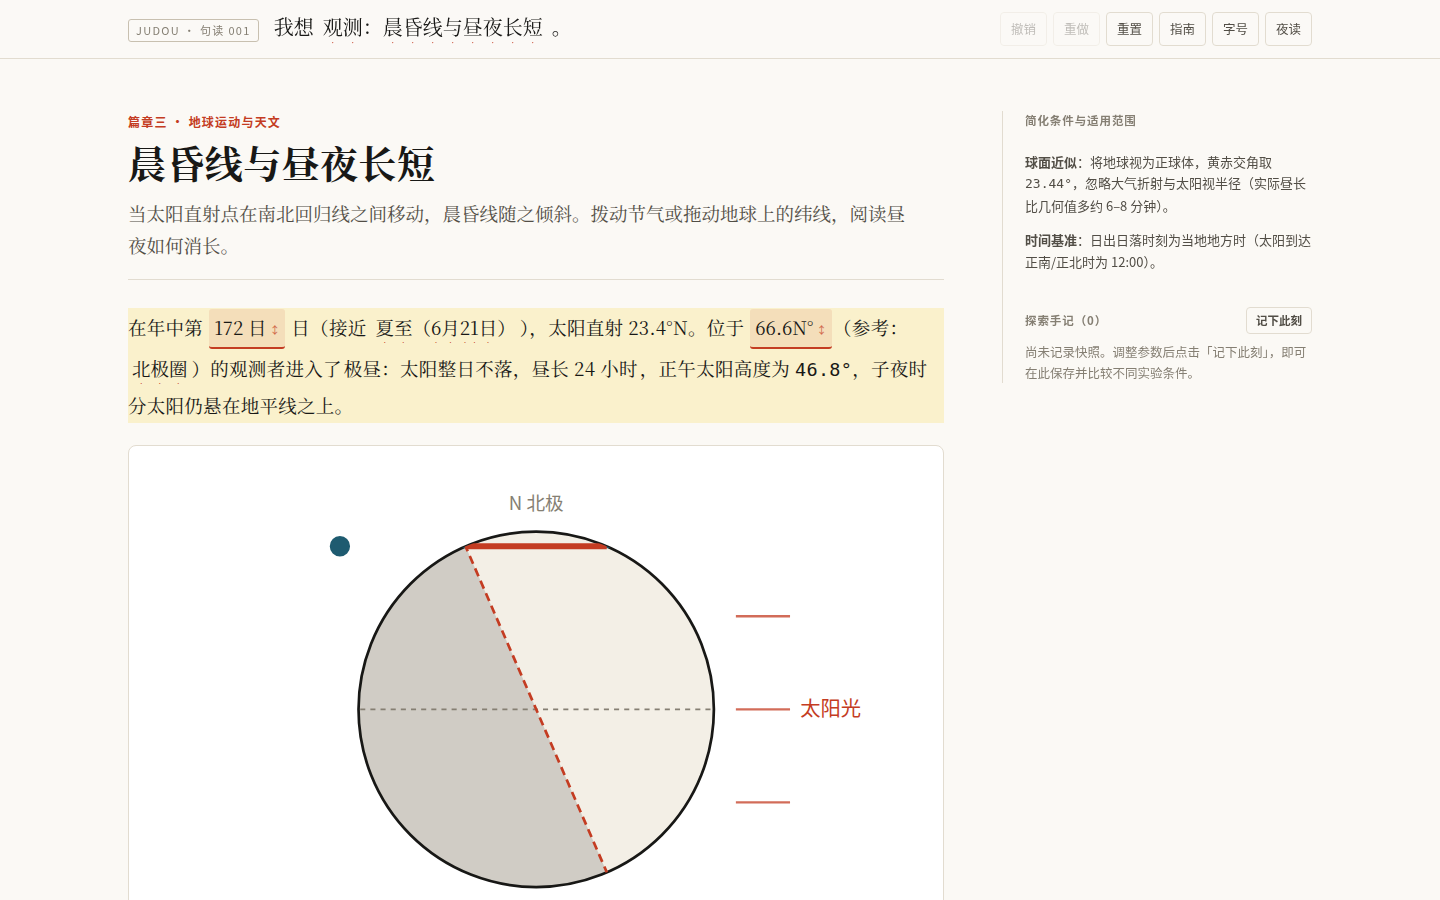 JUDOU · 句读 001
我想 观测：晨昏线与昼夜长短 。
撤销 重做 重置 指南 字号 夜读
篇章三 · 地球运动与天文
晨昏线与昼夜长短
当太阳直射点在南北回归线之间移动，晨昏线随之倾斜。拨动节气或拖动地球上的纬线，阅读昼
夜如何消长。
在年中第 172 日 ↕ 日（接近 夏至（6月21日） ），太阳直射 23.4°N。位于 66.6N° ↕ （参考：
北极圈 ）的观测者进入了极昼：太阳整日不落，昼长 24 小时，正午太阳高度为 46.8°，子夜时
分太阳仍悬在地平线之上。
N 北极
太阳光
简化条件与适用范围
球面近似：将地球视为正球体，黄赤交角取
23.44°，忽略大气折射与太阳视半径（实际昼长
比几何值多约 6–8 分钟）。
时间基准：日出日落时刻为当地地方时（太阳到达
正南/正北时为 12:00）。
探索手记（0） 记下此刻
尚未记录快照。调整参数后点击「记下此刻」，即可
在此保存并比较不同实验条件。